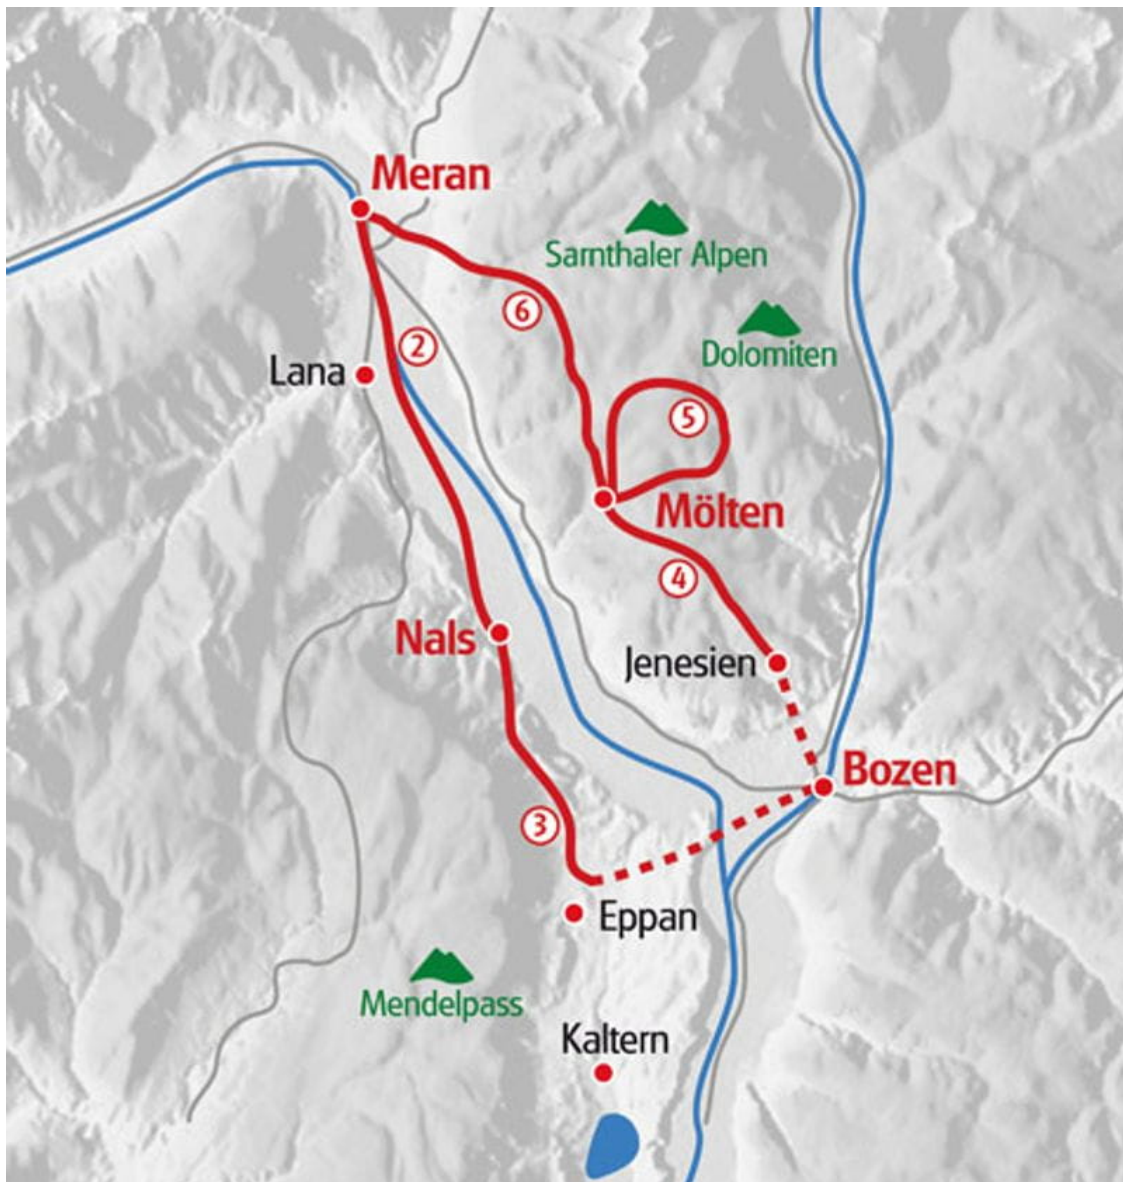 Meran
Sarnthaler Alpen
6
Dolomiten
2
Lana
5
Mölten
4
Nals
Jenesien
Bozen
3
Eppan
Mendelpass
Kaltern